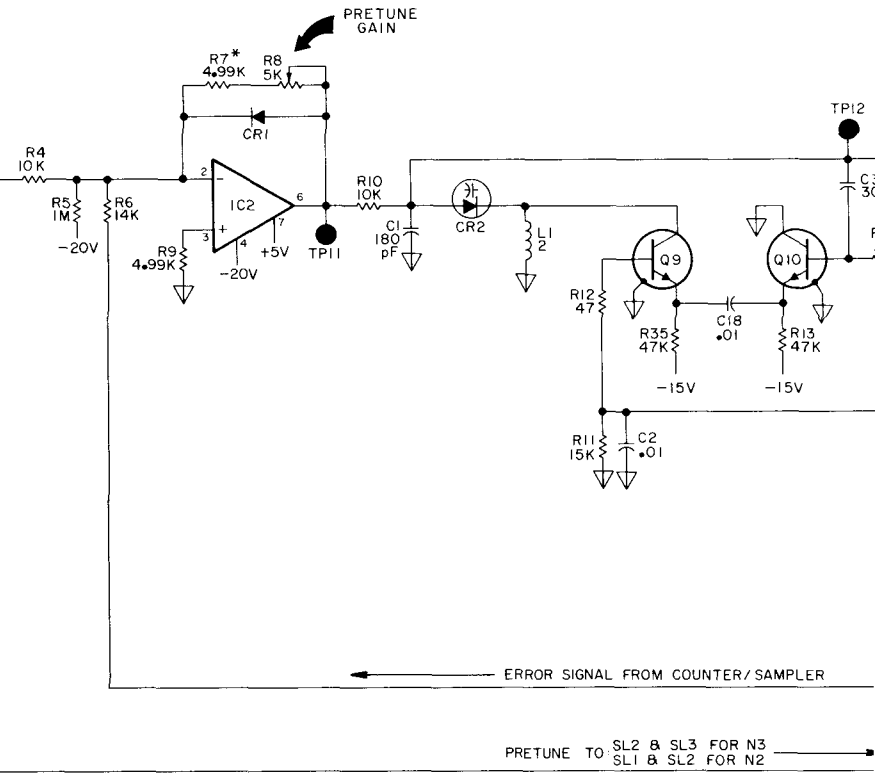 PRETUNE
GAIN
R7*
4.99K
R8
5K
CR1
TP12
R4
10K
R5
1M
-20V
R6
14K
2
-
IC2
6
+
3
7
4
+5V
-20V
R9
4.99K
TP11
R10
10K
C1
180
pF
CR2
L1
2
C3
30
Q9
Q10
R12
47
R35
47K
-15V
C18
.01
R13
47K
-15V
R11
15K
C2
.01
ERROR SIGNAL FROM COUNTER/SAMPLER
PRETUNE TO
SL2 & SL3 FOR N3
SL1 & SL2 FOR N2